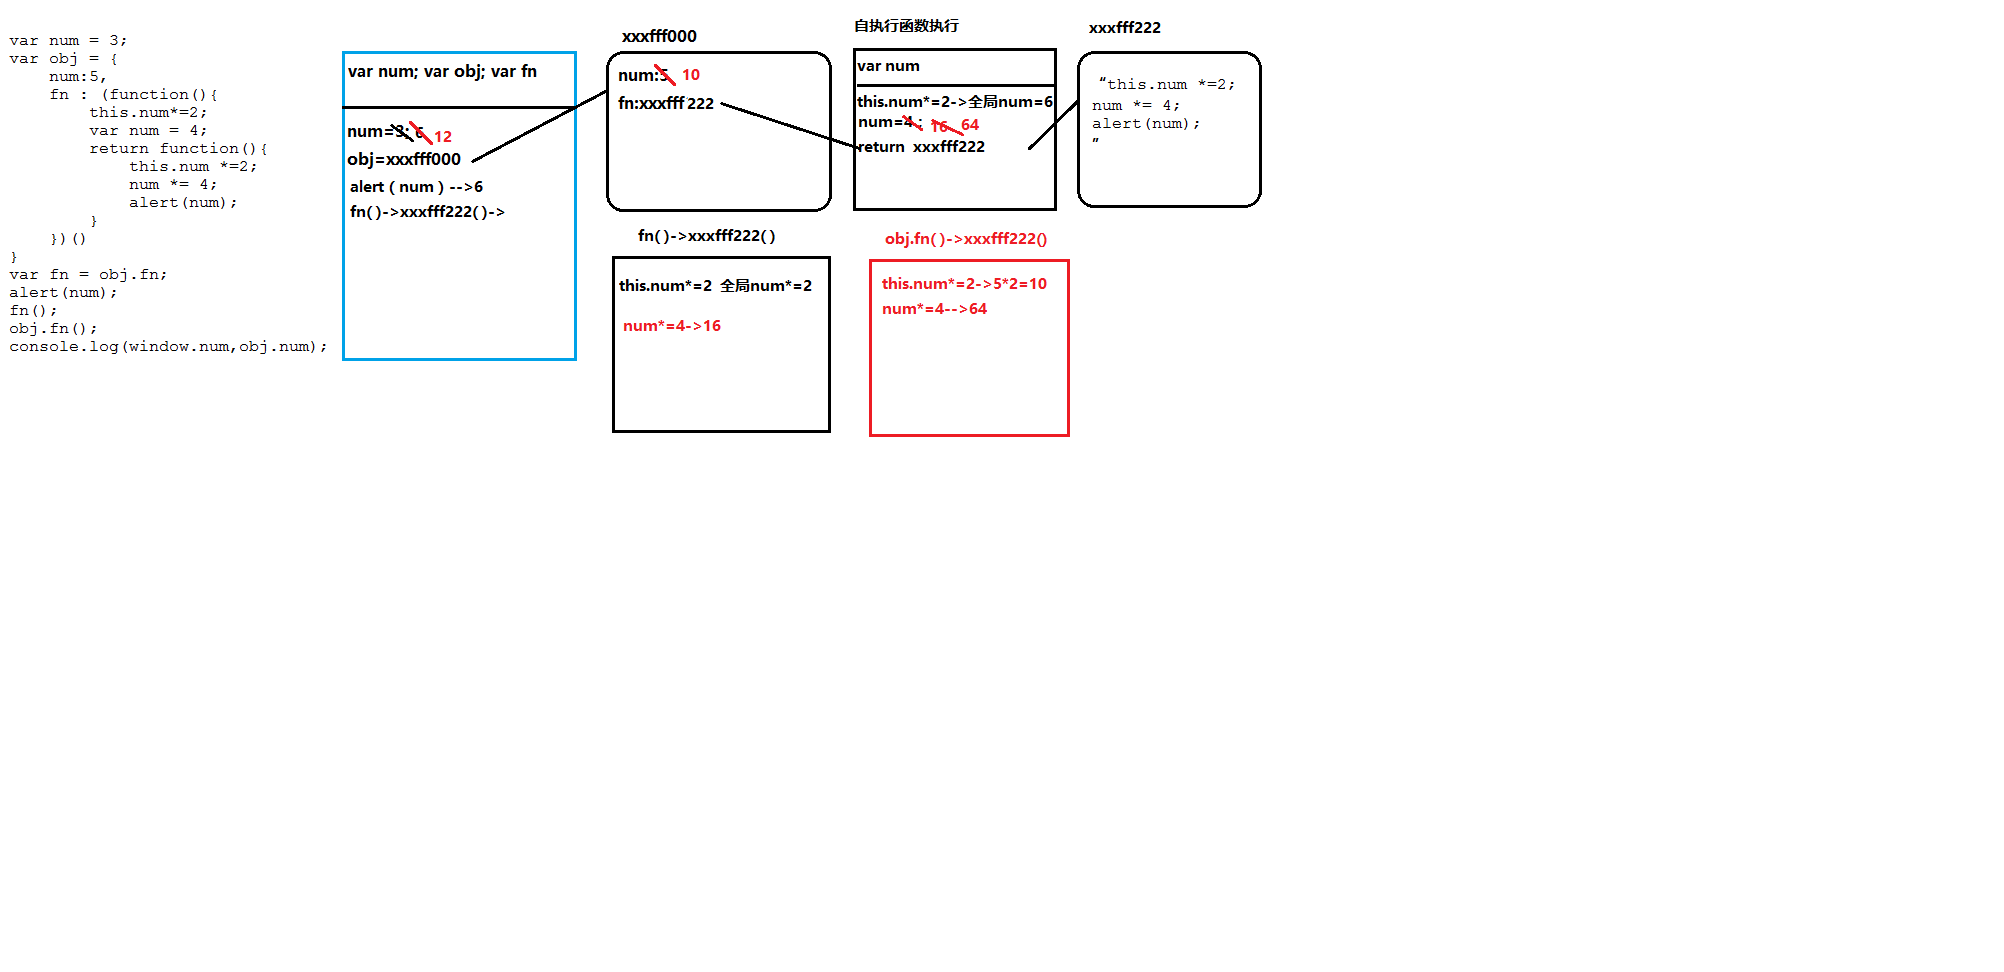 var num = 3;
var obj = {
num:5,
fn : (function(){
this.num*=2;
var num = 4;
return function(){
this.num *=2;
num *= 4;
alert(num);
}
})()
}
var fn = obj.fn;
alert(num);
fn();
obj.fn();
console.log(window.num,obj.num);
var num; var obj; var fn
num=3; 6 12
obj=xxxfff000
alert ( num ) -->6
fn()->xxxfff222()->
xxxfff000
num:5 10
fn:xxxfff222
自执行函数执行
var num
this.num*=2->全局num=6
num=4 ; 16 64
return xxxfff222
xxxfff222
“this.num *=2;
num *= 4;
alert(num);
”
fn()->xxxfff222()
this.num*=2 全局num*=2
num*=4->16
obj.fn()->xxxfff222()
this.num*=2->5*2=10
num*=4-->64